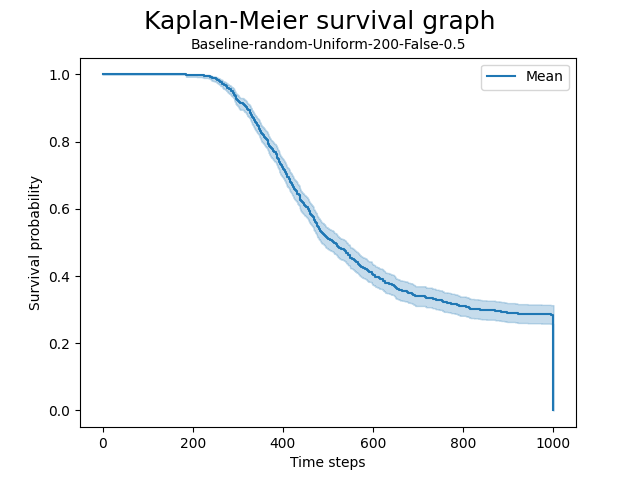 Kaplan-Meier survival graph
Baseline-random-Uniform-200-False-0.5
Mean
1.0
0.8
0.6
0.4
0.2
0.0
Survival probability
0 200 400 600 800 1000
Time steps